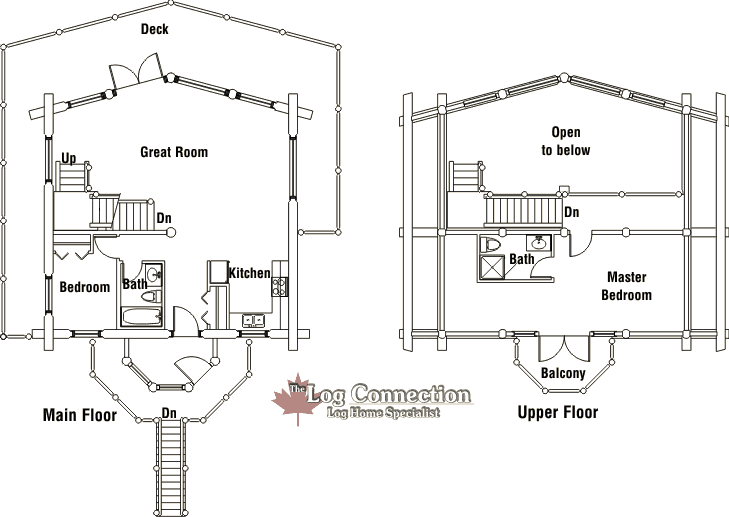 Deck
Great Room
Up
Dn
Bedroom
Bath
Kitchen
Main Floor
Dn
Open
to below
Dn
Bath
Master
Bedroom
Balcony
Upper Floor
The Log Connection
Log Home Specialist